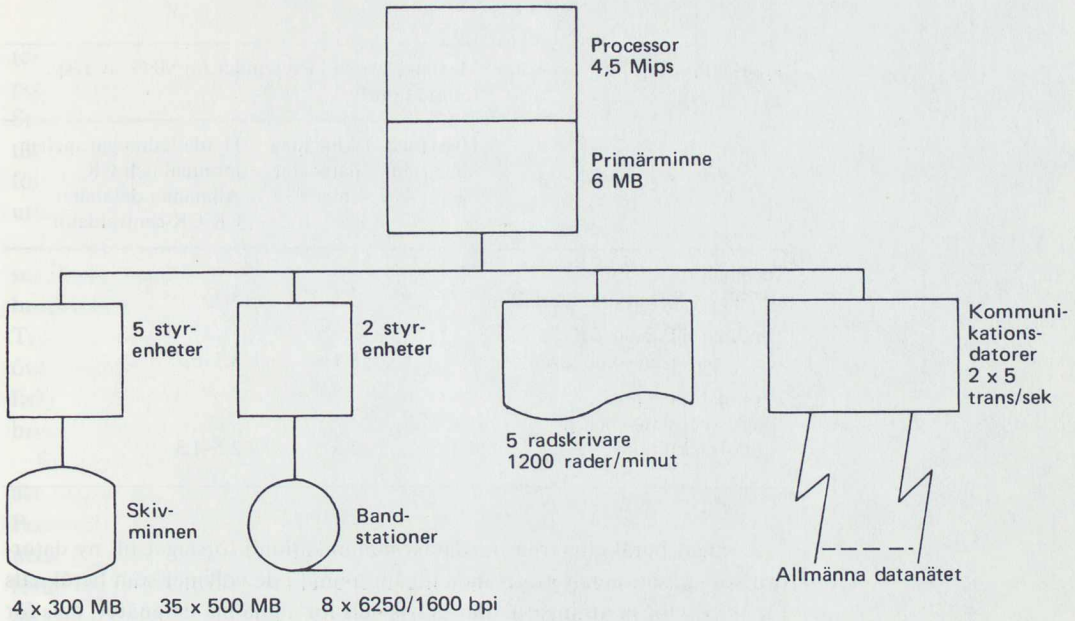 Processor
4,5 Mips
Primärminne
6 MB
5 styr-
enheter
2 styr-
enheter
5 radskrivare
1200 rader/minut
Kommuni-
kations-
datorer
2 x 5
trans/sek
Skiv-
minnen
Band-
stationer
Allmänna datanätet
4 x 300 MB 35 x 500 MB 8 x 6250/1600 bpi